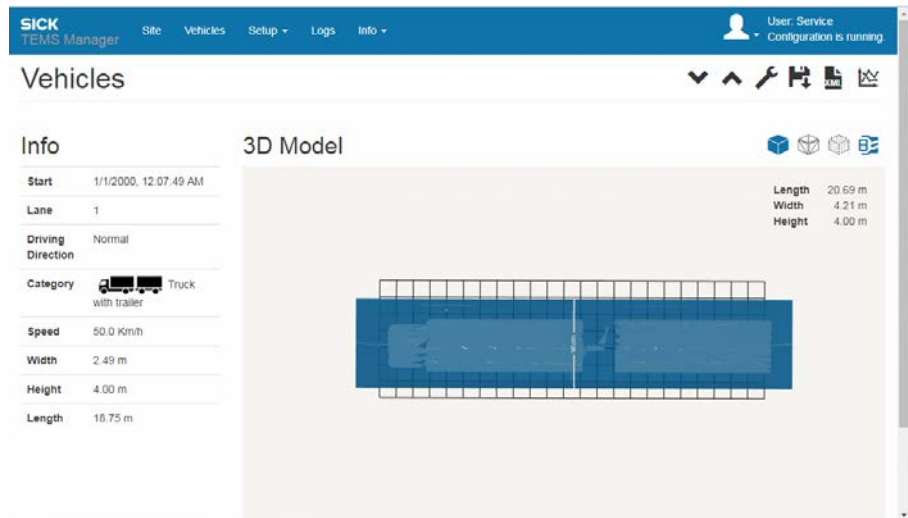 SICK
TEMS Manager
Site
Vehicles
Setup
Logs
Info
User: Service
Configuration is running.
Vehicles
XML
Info
Start 1/1/2000, 12:07:49 AM
Lane 1
Driving Normal
Direction
Category Truck
with trailer
Speed 50.0 Km/h
Width 2.49 m
Height 4.00 m
Length 18.75 m
3D Model
Length 20.69 m
Width 4.21 m
Height 4.00 m